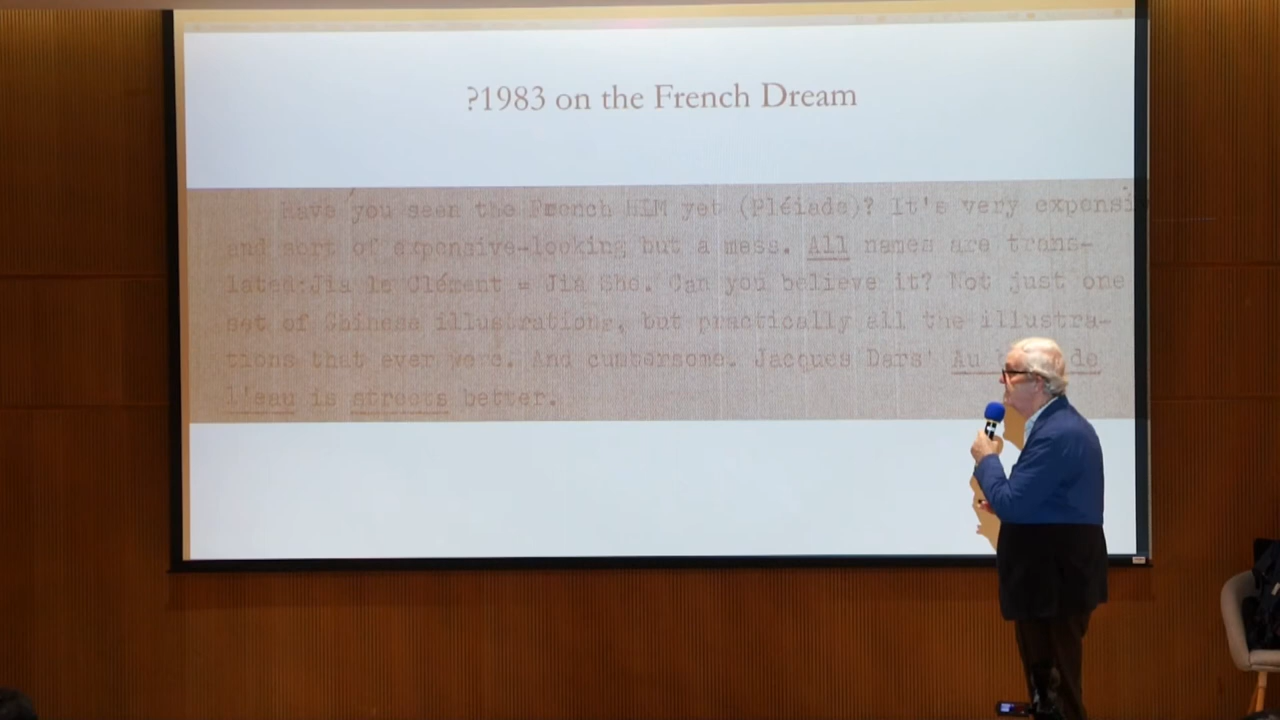 ?1983 on the French Dream
Have you seen the French HLM yet (Pléiade)? It's very expensiv
and sort of expensive-looking but a mess. All names are trans-
lated:Jia le Clément = Jia She. Can you believe it? Not just one
set of Chinese illustrations, but practically all the illustra-
tions that ever were. And cumbersome. Jacques Dars' Au de
l'eau is streets better.